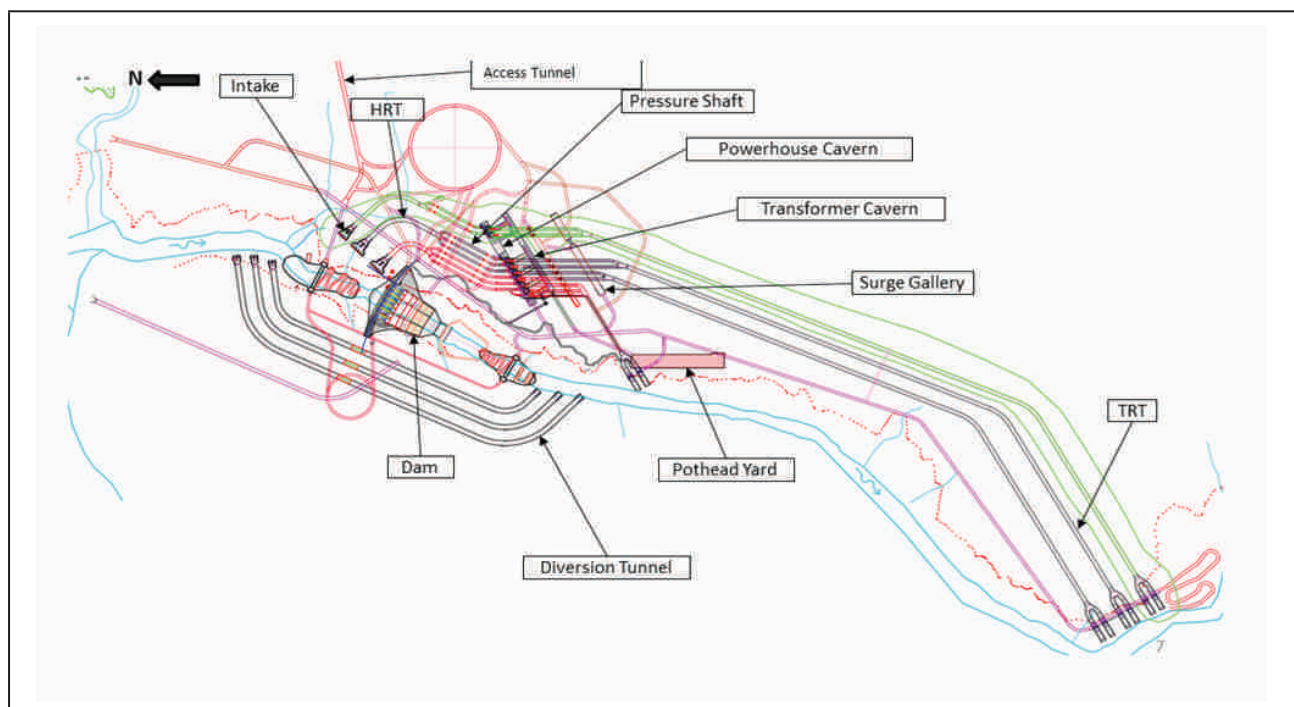 Access Tunnel
N
Intake
HRT
Pressure Shaft
Powerhouse Cavern
Transformer Cavern
Surge Gallery
TRT
Dam
Pothead Yard
Diversion Tunnel
7